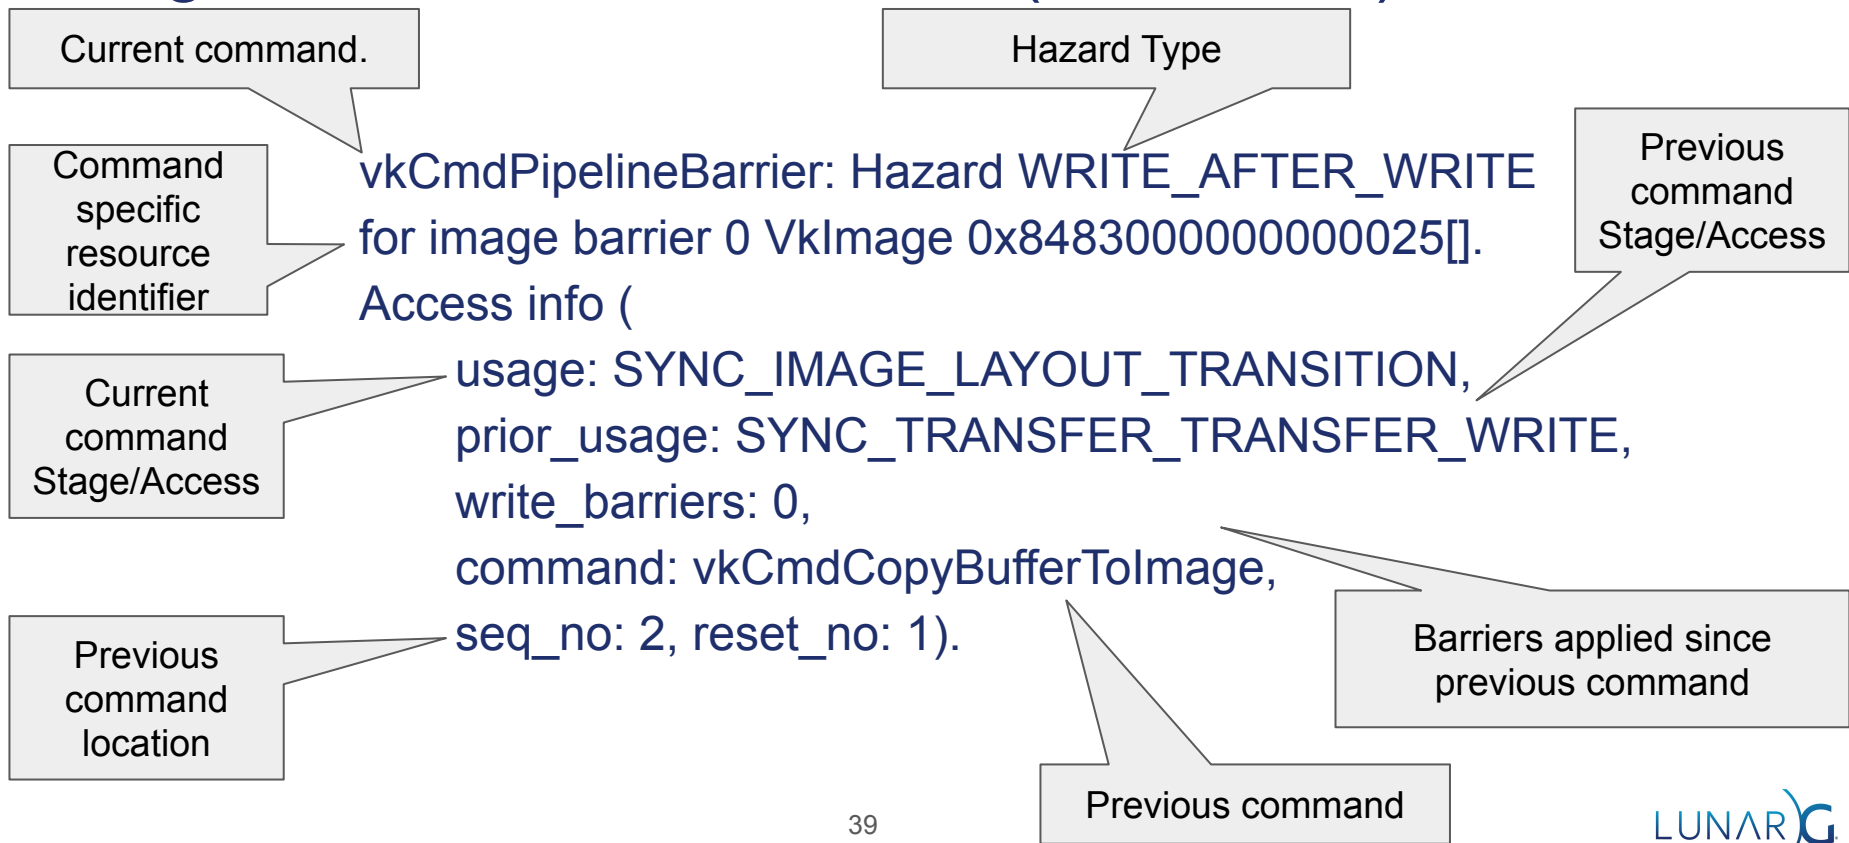 Current command.
Hazard Type
Command
specific
resource
identifier
vkCmdPipelineBarrier: Hazard WRITE_AFTER_WRITE
for image barrier 0 VkImage 0x8483000000000025[].
Access info (
usage: SYNC_IMAGE_LAYOUT_TRANSITION,
prior_usage: SYNC_TRANSFER_TRANSFER_WRITE,
write_barriers: 0,
command: vkCmdCopyBufferToImage,
seq_no: 2, reset_no: 1).
Previous
command
Stage/Access
Current
command
Stage/Access
Previous
command
location
Barriers applied since
previous command
Previous command
39
LUNARG